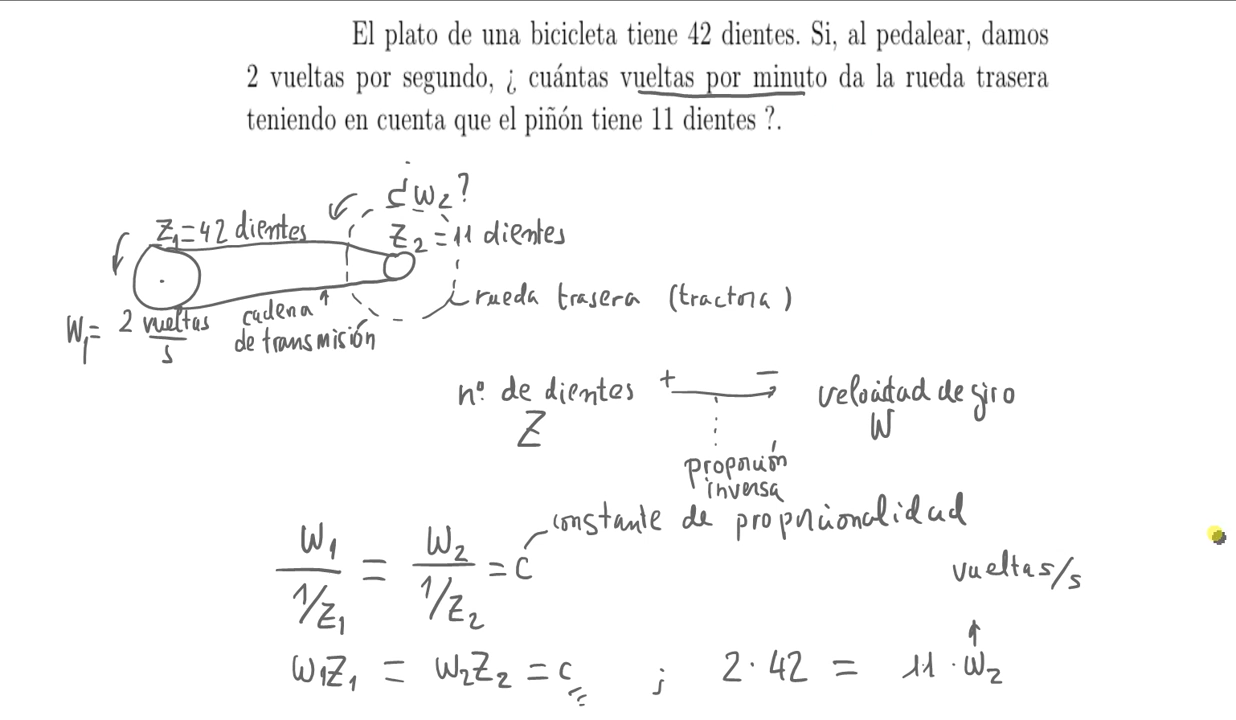 El plato de una bicicleta tiene 42 dientes. Si, al pedalear, damos
2 vueltas por segundo, ¿ cuántas vueltas por minuto da la rueda trasera
teniendo en cuenta que el piñón tiene 11 dientes ?.
¿W₂?
Z₁=42 dientes
Z₂=11 dientes
rueda trasera (tractora)
W₁= 2 vueltas/s
cadena
de transmisión
nº de dientes + → − velocidad de giro
Z W
proporción
inversa
constante de proporcionalidad
W₁/(1/Z₁) = W₂/(1/Z₂) = C
vueltas/s
W₁Z₁ = W₂Z₂ = C ; 2·42 = 11·W₂